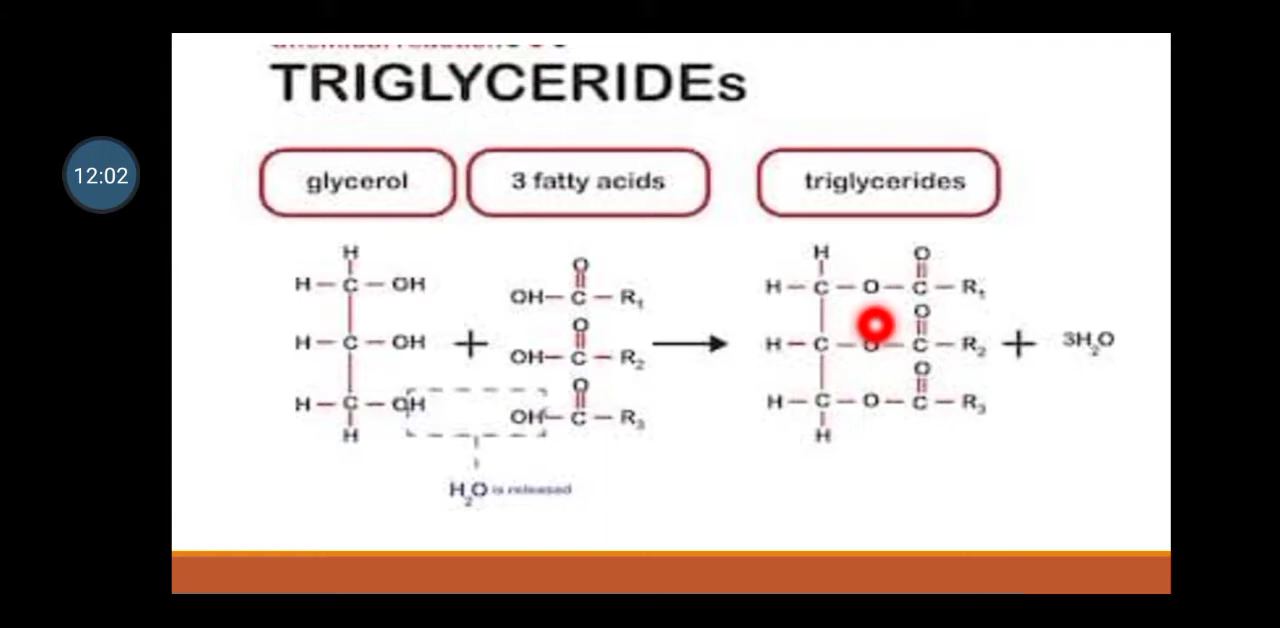 12:02
TRIGLYCERIDEs
glycerol 3 fatty acids triglycerides
H H O
O
H – C – OH H – C – O – C – R₁
OH – C – R₁
O O
H – C – OH + H – C – O – C – R₂ + 3H₂O
OH – C – R₂
O O
H – C – OH H – C – O – C – R₃
OH – C – R₃
H H
H₂O is released